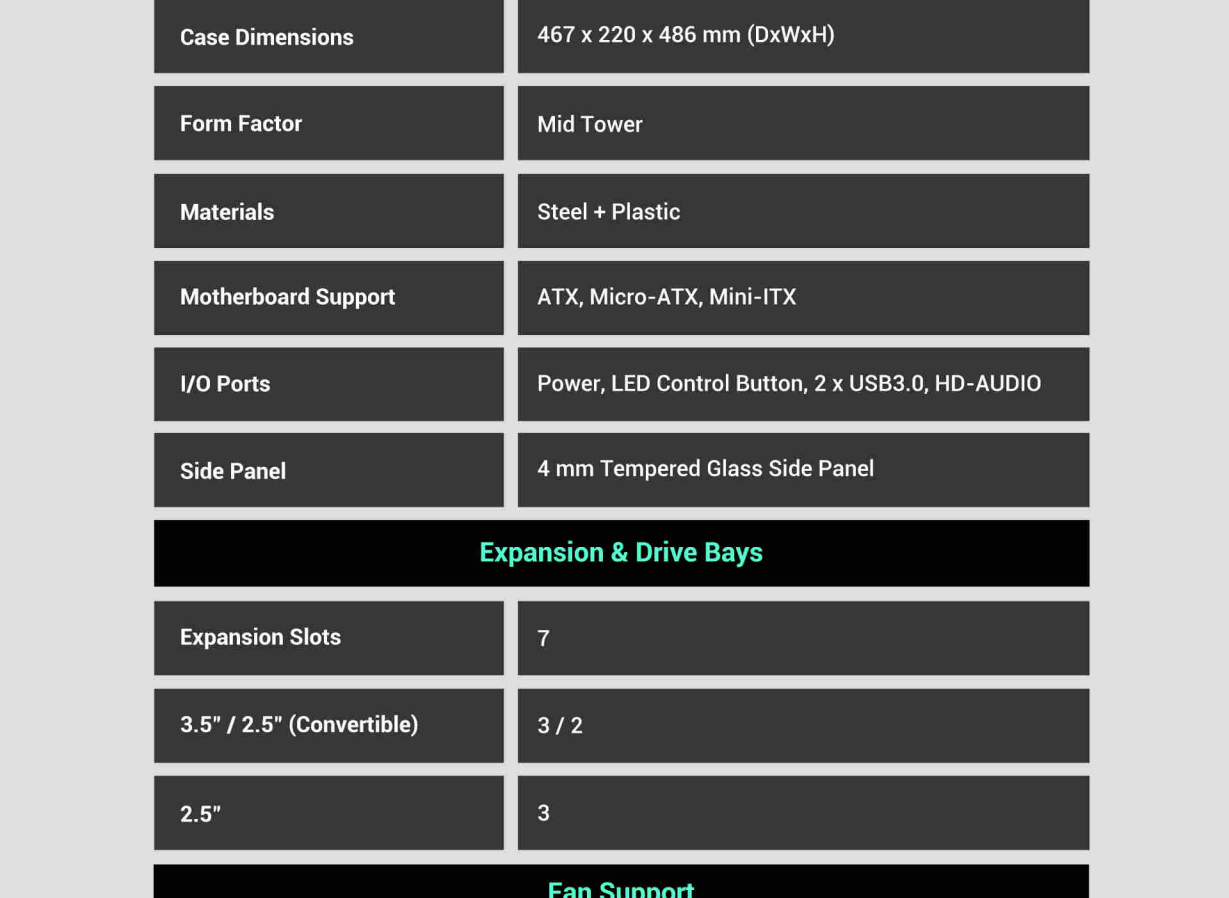 Case Dimensions
467 x 220 x 486 mm (DxWxH)
Form Factor
Mid Tower
Materials
Steel + Plastic
Motherboard Support
ATX, Micro-ATX, Mini-ITX
I/O Ports
Power, LED Control Button, 2 x USB3.0, HD-AUDIO
Side Panel
4 mm Tempered Glass Side Panel
Expansion & Drive Bays
Expansion Slots
7
3.5" / 2.5" (Convertible)
3 / 2
2.5"
3
Fan Support